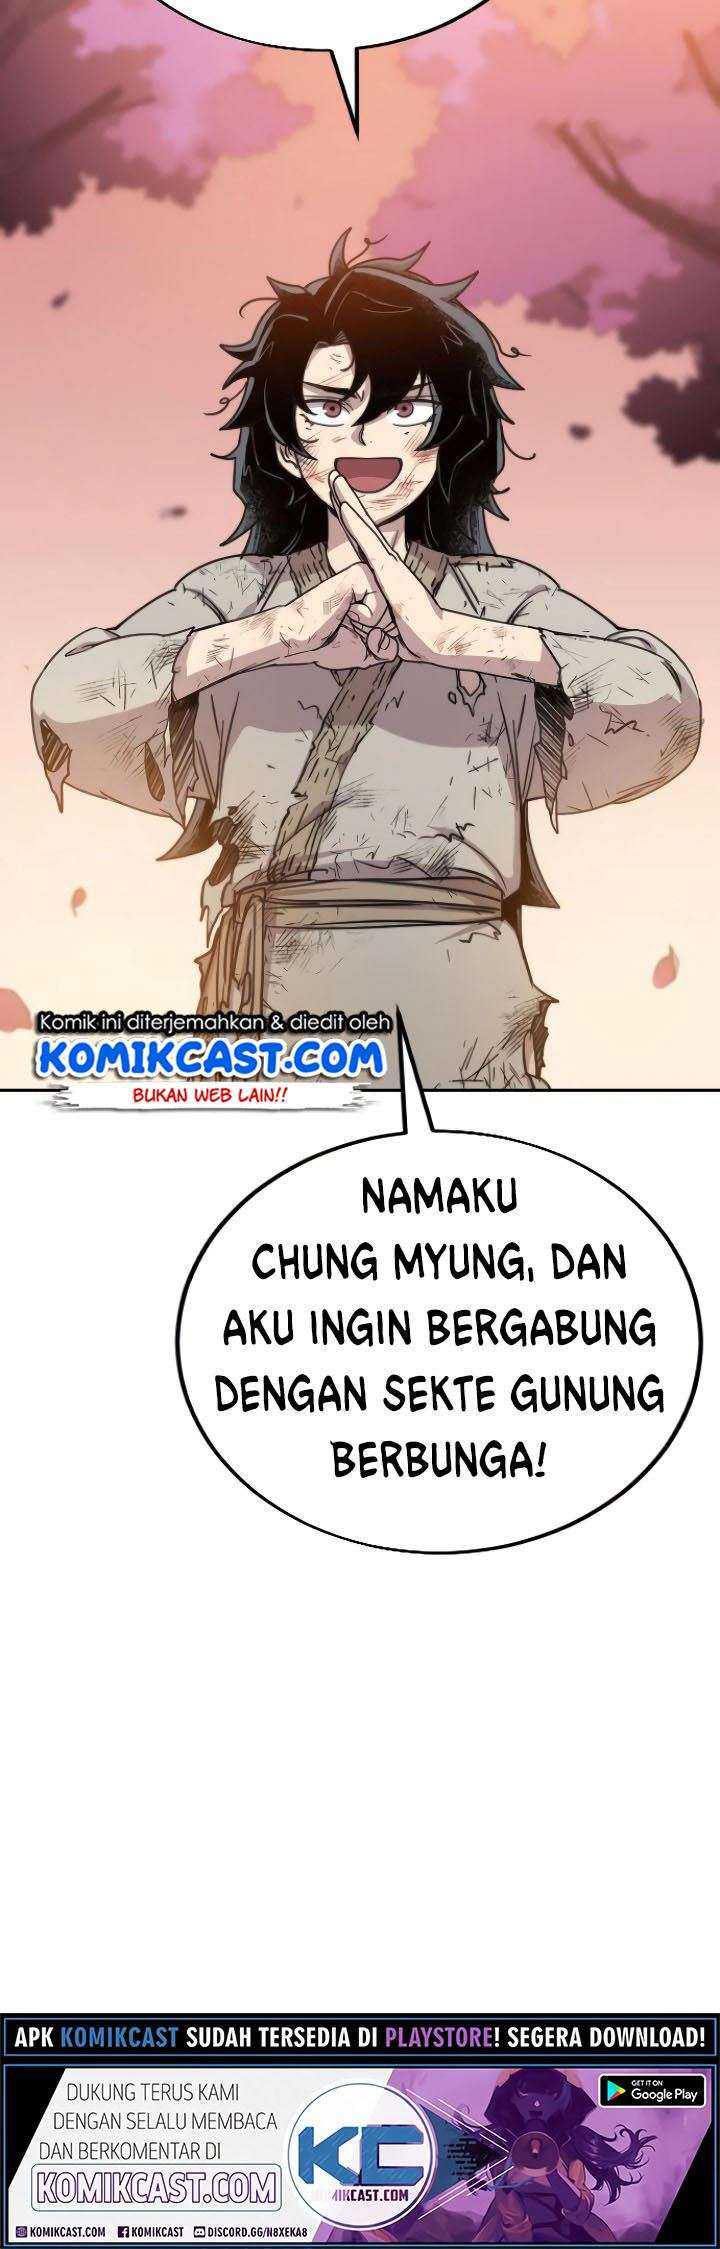 Komik ini diterjemahkan & diedit oleh
KOMIKCAST.COM
BUKAN WEB LAIN!!
NAMAKU
CHUNG MYUNG, DAN
AKU INGIN BERGABUNG
DENGAN SEKTE GUNUNG
BERBUNGA!
APK KOMIKCAST SUDAH TERSEDIA DI PLAYSTORE! SEGERA DOWNLOAD!
DUKUNG TERUS KAMI
DENGAN SELALU MEMBACA
DAN BERKOMENTAR DI
KOMIKCAST.COM
KOMIKCAST.COM KOMIKCAST DISCORD.GG/N8XEKA8
KC
KOMIKCAST.COM
GET IT ON
Google Play